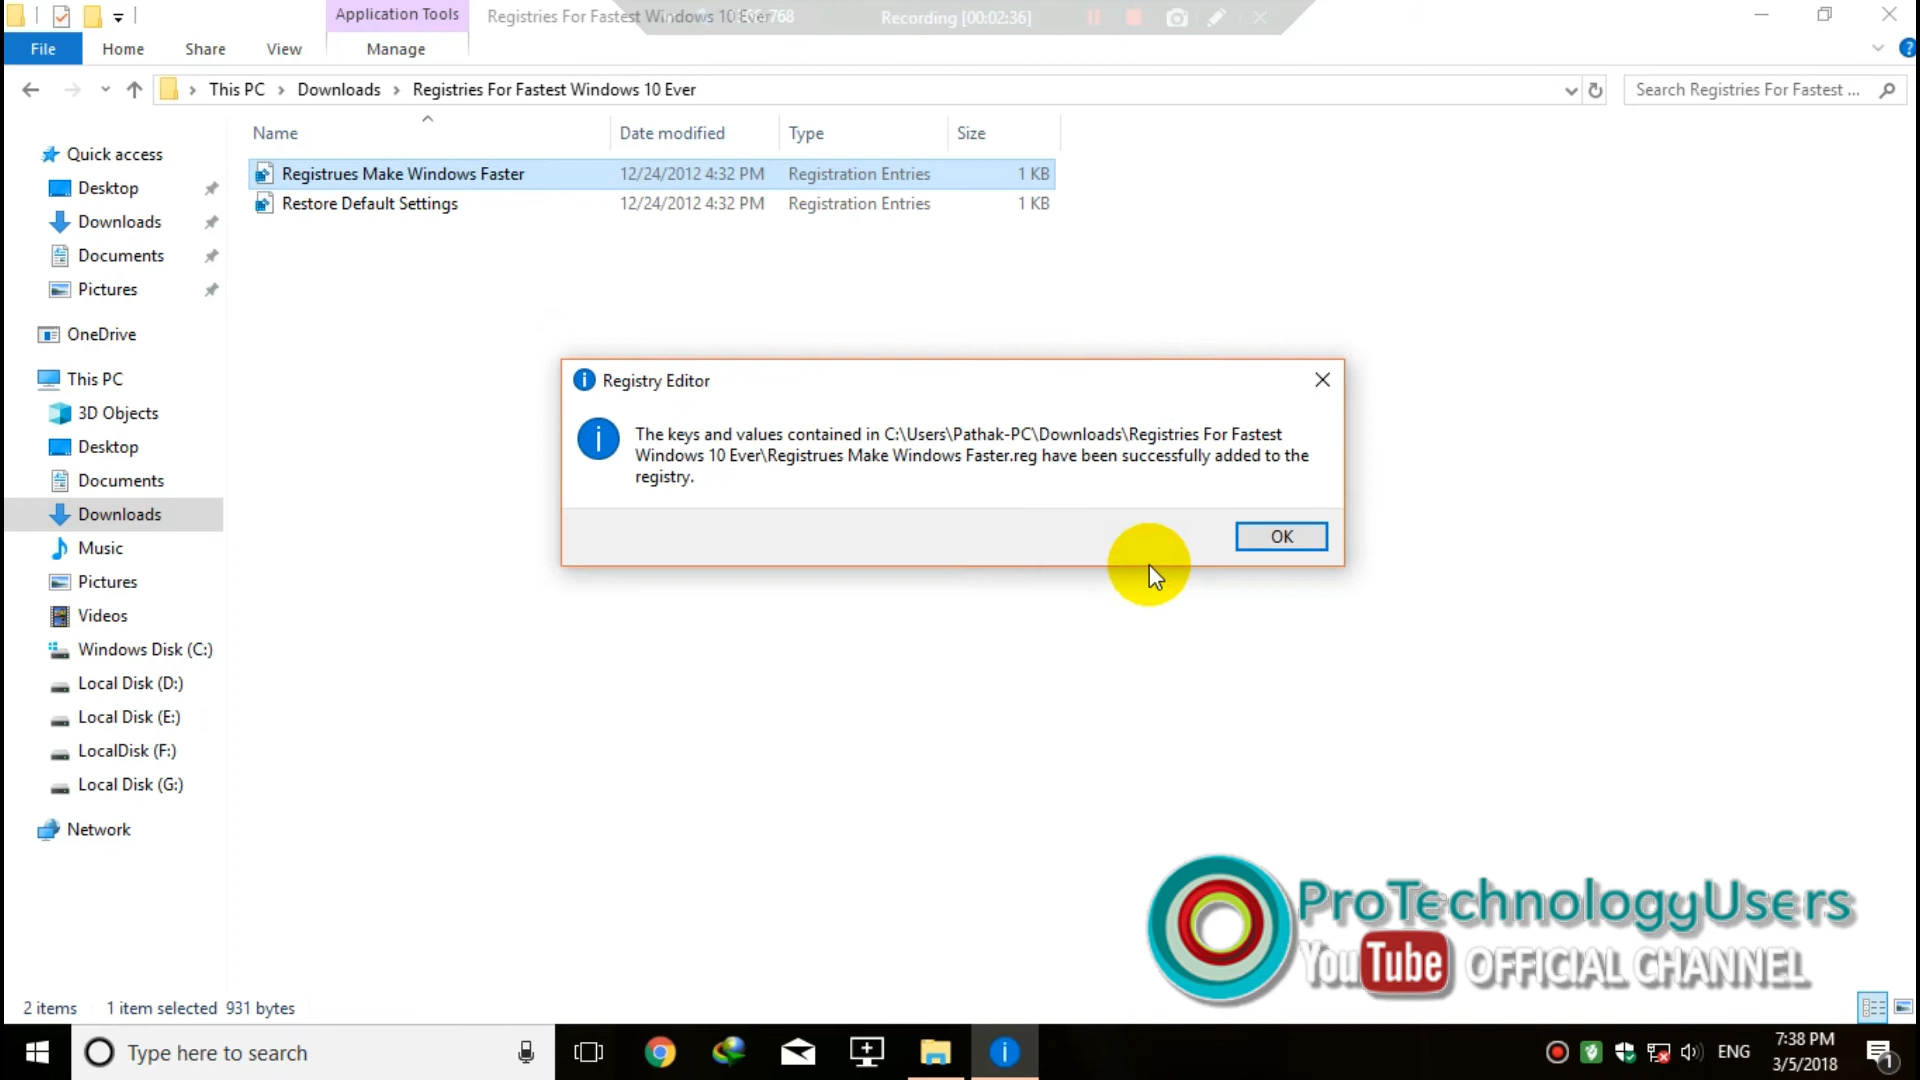 Application Tools
Registries For Fastest Windows 10 Ever
Recording [00:02:36]
File
Home
Share
View
Manage
This PC
Downloads
Registries For Fastest Windows 10 Ever
Search Registries For Fastest ...
Name
Date modified
Type
Size
Registrues Make Windows Faster
12/24/2012 4:32 PM
Registration Entries
1 KB
Restore Default Settings
12/24/2012 4:32 PM
Registration Entries
1 KB
Quick access
Desktop
Downloads
Documents
Pictures
OneDrive
This PC
3D Objects
Desktop
Documents
Downloads
Music
Pictures
Videos
Windows Disk (C:)
Local Disk (D:)
Local Disk (E:)
LocalDisk (F:)
Local Disk (G:)
Network
Registry Editor
The keys and values contained in C:\Users\Pathak-PC\Downloads\Registries For Fastest
Windows 10 Ever\Registrues Make Windows Faster.reg have been successfully added to the
registry.
OK
ProTechnologyUsers
YouTube OFFICIAL CHANNEL
2 items
1 item selected 931 bytes
Type here to search
ENG
7:38 PM
3/5/2018
1